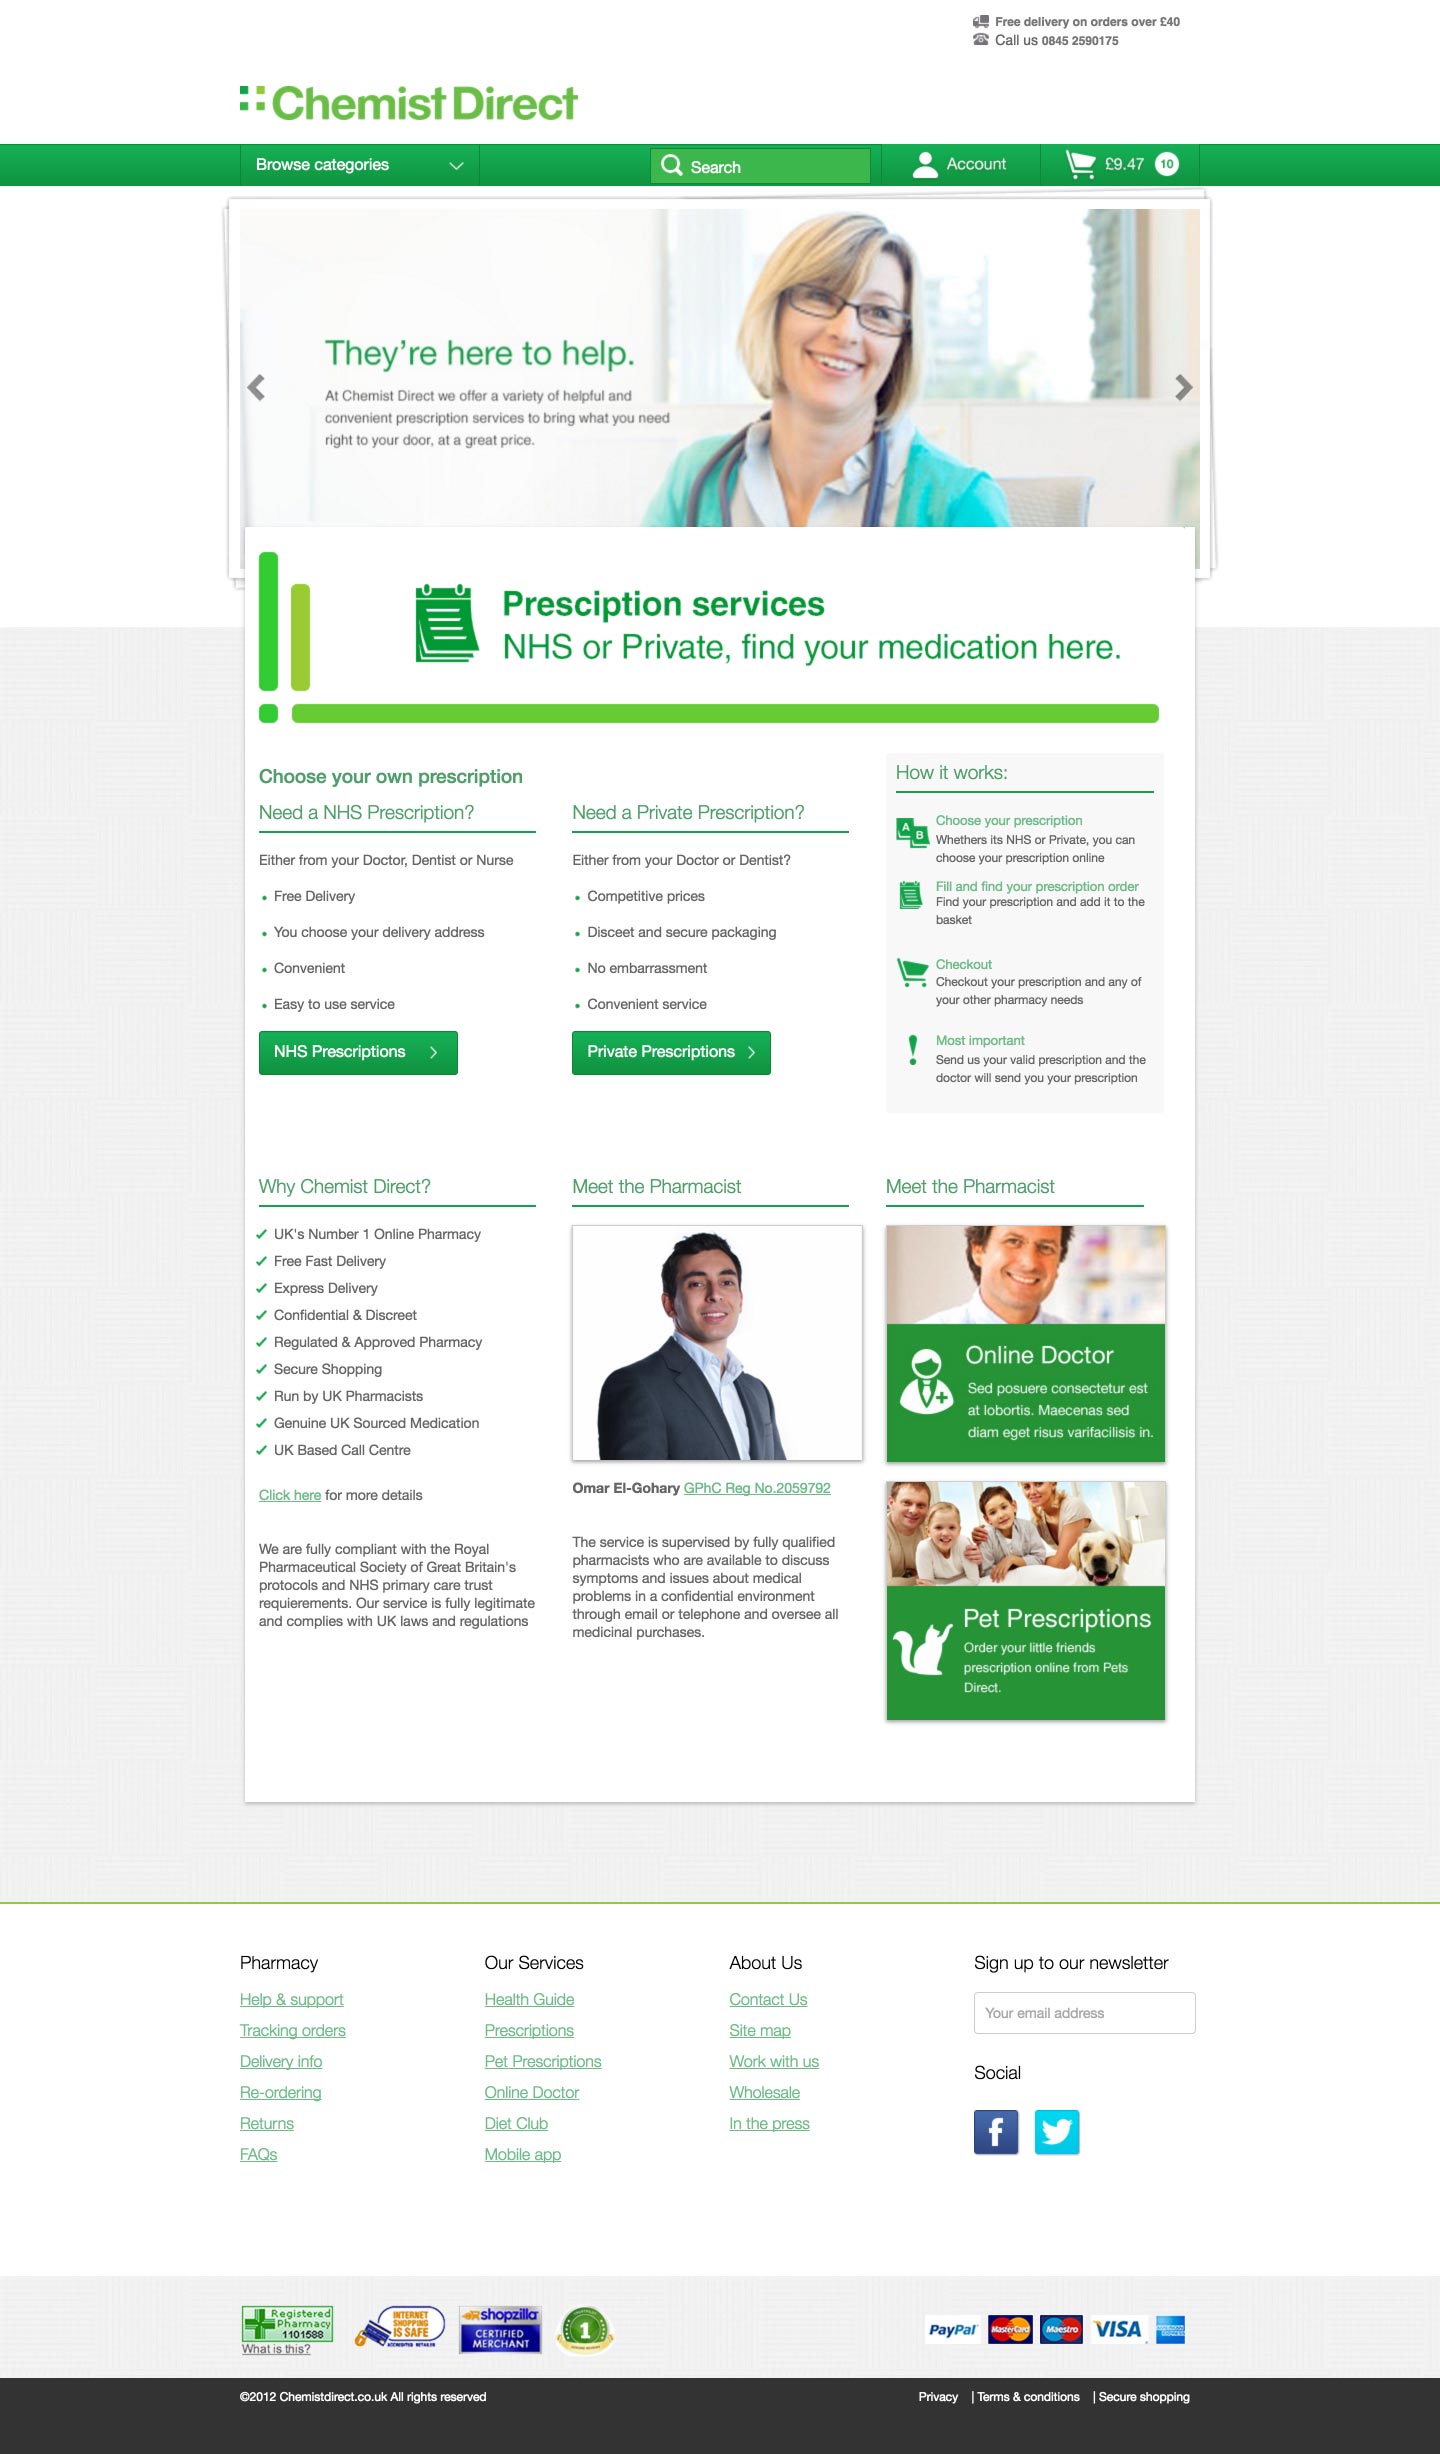 Free delivery on orders over £40
Call us 0845 2590175
Chemist Direct
Browse categories
Search
Account
£9.47 10
They're here to help.
At Chemist Direct we offer a variety of helpful and
convenient prescription services to bring what you need
right to your door, at a great price.
Presciption services
NHS or Private, find your medication here.
Choose your own prescription
Need a NHS Prescription?
Either from your Doctor, Dentist or Nurse
Free Delivery
You choose your delivery address
Convenient
Easy to use service
NHS Prescriptions
Need a Private Prescription?
Either from your Doctor or Dentist?
Competitive prices
Disceet and secure packaging
No embarrassment
Convenient service
Private Prescriptions
How it works:
A B
Choose your prescription
Whethers its NHS or Private, you can
choose your prescription online
Fill and find your prescription order
Find your prescription and add it to the
basket
Checkout
Checkout your prescription and any of
your other pharmacy needs
Most important
Send us your valid prescription and the
doctor will send you your prescription
Why Chemist Direct?
UK's Number 1 Online Pharmacy
Free Fast Delivery
Express Delivery
Confidential & Discreet
Regulated & Approved Pharmacy
Secure Shopping
Run by UK Pharmacists
Genuine UK Sourced Medication
UK Based Call Centre
Click here for more details
We are fully compliant with the Royal
Pharmaceutical Society of Great Britain's
protocols and NHS primary care trust
requierements. Our service is fully legitimate
and complies with UK laws and regulations
Meet the Pharmacist
Omar El-Gohary GPhC Reg No.2059792
The service is supervised by fully qualified
pharmacists who are available to discuss
symptoms and issues about medical
problems in a confidential environment
through email or telephone and oversee all
medicinal purchases.
Meet the Pharmacist
Online Doctor
Sed posuere consectetur est
at lobortis. Maecenas sed
diam eget risus varifacilisis in.
Pet Prescriptions
Order your little friends
prescription online from Pets
Direct.
Pharmacy
Help & support
Tracking orders
Delivery info
Re-ordering
Returns
FAQs
Our Services
Health Guide
Prescriptions
Pet Prescriptions
Online Doctor
Diet Club
Mobile app
About Us
Contact Us
Site map
Work with us
Wholesale
In the press
Sign up to our newsletter
Your email address
Social
Registered
Pharmacy
1101588
What is this?
INTERNET
SHOPPING
IS SAFE
ACCREDITED RETAILER
shopzilla
CERTIFIED
MERCHANT
1
PayPal MasterCard Maestro VISA AMERICAN EXPRESS
©2012 Chemistdirect.co.uk All rights reserved
Privacy | Terms & conditions | Secure shopping